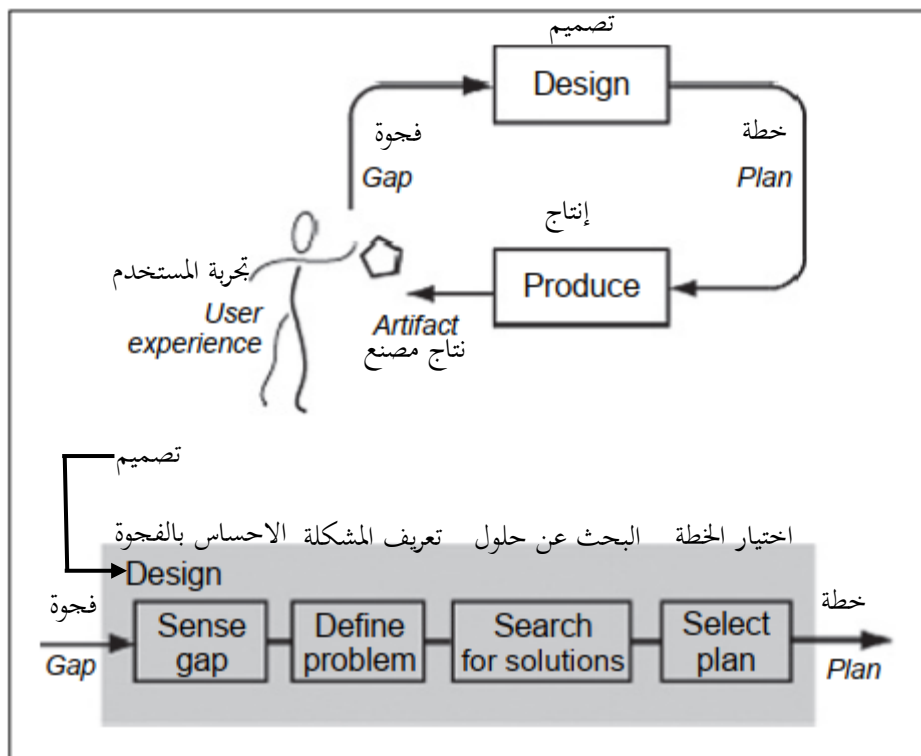 تصميم
Design
فجوة
Gap
خطة
Plan
إنتاج
Produce
تجربة المستخدم
User
experience
Artifact
نتاج مصنع
تصميم
الاحساس بالفجوة
تعريف المشكلة
البحث عن حلول
اختيار الخطة
Design
فجوة
Gap
Sense
gap
Define
problem
Search
for solutions
Select
plan
خطة
Plan